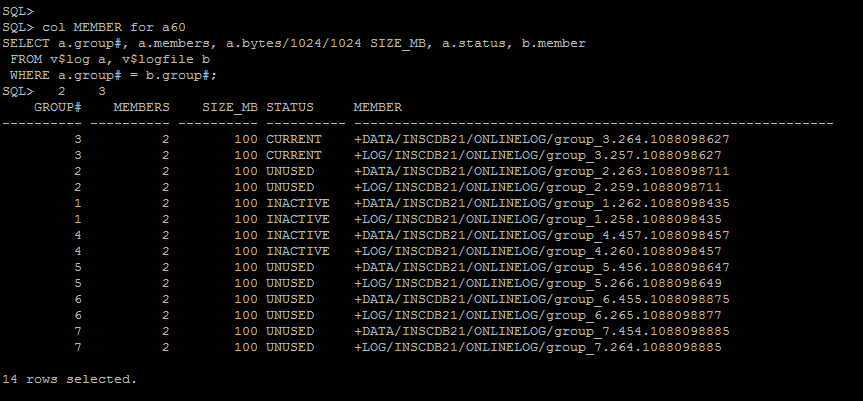 SQL>
SQL> col MEMBER for a60
SELECT a.group#, a.members, a.bytes/1024/1024 SIZE_MB, a.status, b.member
 FROM v$log a, v$logfile b
 WHERE a.group# = b.group#;
SQL>   2    3
    GROUP#    MEMBERS    SIZE_MB STATUS     MEMBER
---------- ---------- ---------- ---------- ------------------------------------------------------------
         3          2        100 CURRENT    +DATA/INSCDB21/ONLINELOG/group_3.264.1088098627
         3          2        100 CURRENT    +LOG/INSCDB21/ONLINELOG/group_3.257.1088098627
         2          2        100 UNUSED     +DATA/INSCDB21/ONLINELOG/group_2.263.1088098711
         2          2        100 UNUSED     +LOG/INSCDB21/ONLINELOG/group_2.259.1088098711
         1          2        100 INACTIVE   +DATA/INSCDB21/ONLINELOG/group_1.262.1088098435
         1          2        100 INACTIVE   +LOG/INSCDB21/ONLINELOG/group_1.258.1088098435
         4          2        100 INACTIVE   +DATA/INSCDB21/ONLINELOG/group_4.457.1088098457
         4          2        100 INACTIVE   +LOG/INSCDB21/ONLINELOG/group_4.260.1088098457
         5          2        100 UNUSED     +DATA/INSCDB21/ONLINELOG/group_5.456.1088098647
         5          2        100 UNUSED     +LOG/INSCDB21/ONLINELOG/group_5.266.1088098649
         6          2        100 UNUSED     +DATA/INSCDB21/ONLINELOG/group_6.455.1088098875
         6          2        100 UNUSED     +LOG/INSCDB21/ONLINELOG/group_6.265.1088098877
         7          2        100 UNUSED     +DATA/INSCDB21/ONLINELOG/group_7.454.1088098885
         7          2        100 UNUSED     +LOG/INSCDB21/ONLINELOG/group_7.264.1088098885
14 rows selected.